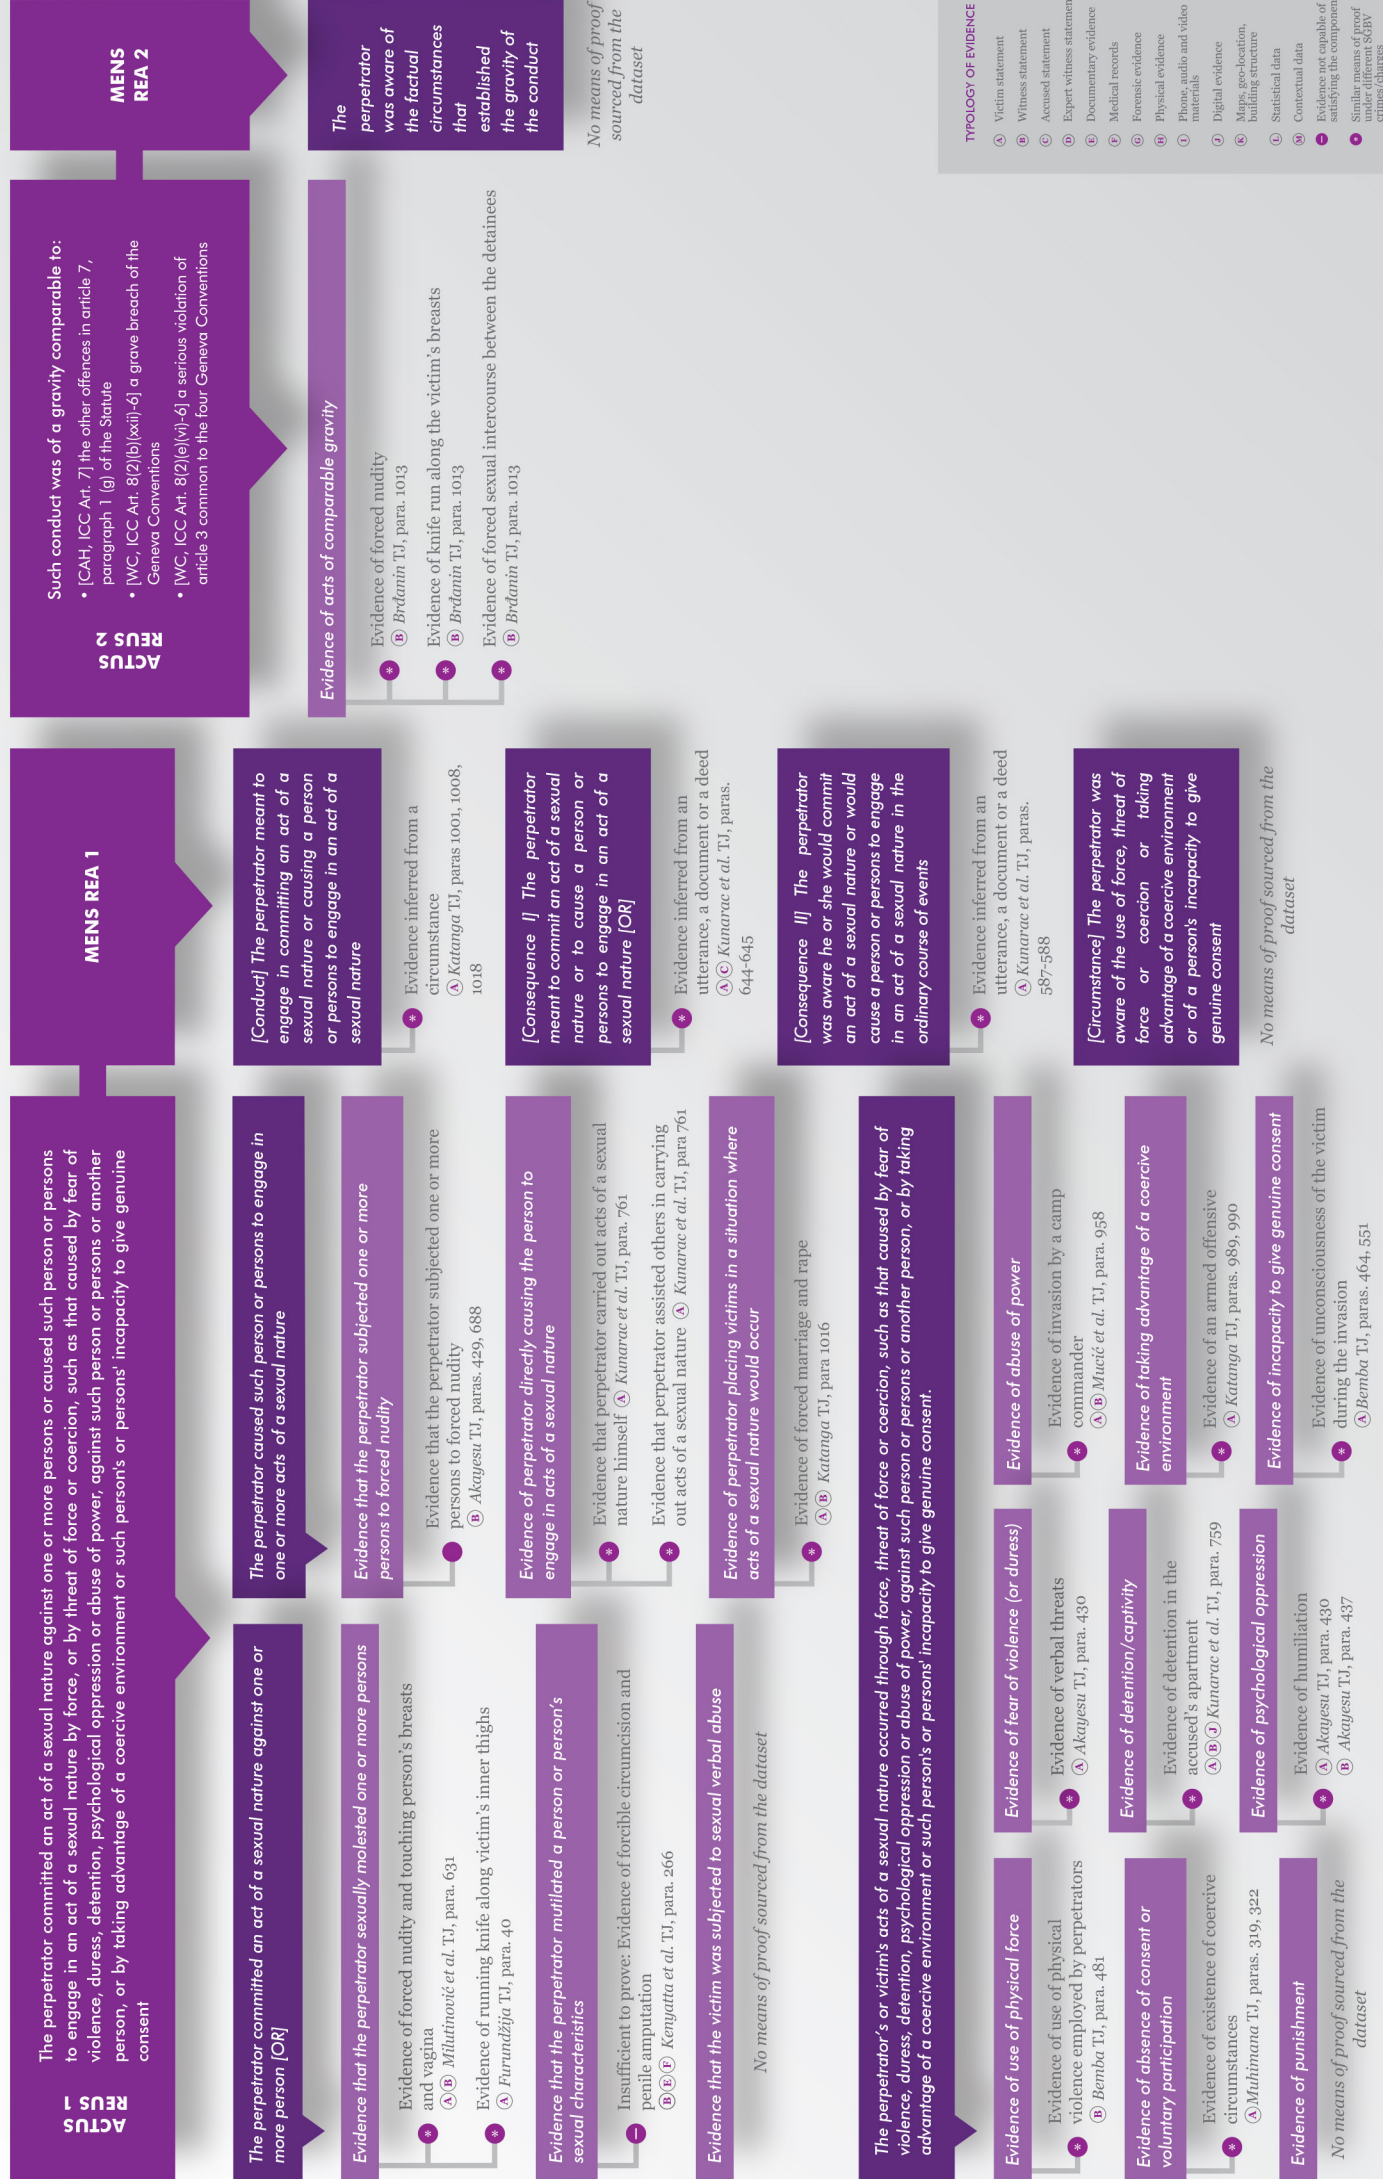 ACTUS
REUS 1
The perpetrator committed an act of a sexual nature against one or more persons or caused such person or persons
to engage in an act of a sexual nature by force, or by threat of force or coercion, such as that caused by fear of
violence, duress, detention, psychological oppression or abuse of power, against such person or persons or another
person, or by taking advantage of a coercive environment or such person's or persons' incapacity to give genuine
consent
The perpetrator committed an act of a sexual nature against one or
more person [OR]
Evidence that the perpetrator sexually molested one or more persons
* Evidence of forced nudity and touching person's breasts
and vagina
A B Milutinović et al. TJ, para. 631
* Evidence of running knife along victim's inner thighs
A Furundžija TJ, para. 40
Evidence that the perpetrator mutilated a person or person's
sexual characteristics
– Insufficient to prove: Evidence of forcible circumcision and
penile amputation
B E F Kenyatta et al. TJ, para. 266
Evidence that the victim was subjected to sexual verbal abuse
No means of proof sourced from the dataset
The perpetrator caused such person or persons to engage in
one or more acts of a sexual nature
Evidence that the perpetrator subjected one or more
persons to forced nudity
Evidence that the perpetrator subjected one or more
persons to forced nudity
B Akayesu TJ, paras. 429, 688
Evidence of perpetrator directly causing the person to
engage in acts of a sexual nature
* Evidence that perpetrator carried out acts of a sexual
nature himself A Kunarac et al. TJ, para. 761
* Evidence that perpetrator assisted others in carrying
out acts of a sexual nature A Kunarac et al. TJ, para 761
Evidence of perpetrator placing victims in a situation where
acts of a sexual nature would occur
* Evidence of forced marriage and rape
A B Katanga TJ, para 1016
The perpetrator's or victim's acts of a sexual nature occurred through force, threat of force or coercion, such as that caused by fear of
violence, duress, detention, psychological oppression or abuse of power, against such person or persons or another person, or by taking
advantage of a coercive environment or such person's or persons' incapacity to give genuine consent.
Evidence of use of physical force
* Evidence of use of physical
violence employed by perpetrators
B Bemba TJ, para. 481
Evidence of absence of consent or
voluntary participation
* Evidence of existence of coercive
circumstances
A Muhimana TJ, paras. 319, 322
Evidence of punishment
No means of proof sourced from the
dataset
Evidence of fear of violence (or duress)
* Evidence of verbal threats
A Akayesu TJ, para. 430
Evidence of detention/captivity
* Evidence of detention in the
accused's apartment
A B J Kunarac et al. TJ, para. 759
Evidence of psychological oppression
* Evidence of humiliation
A Akayesu TJ, para. 430
B Akayesu TJ, para. 437
Evidence of abuse of power
* Evidence of invasion by a camp
commander
A B Mucić et al. TJ, para. 958
Evidence of taking advantage of a coercive
environment
* Evidence of an armed offensive
A Katanga TJ, paras. 989, 990
Evidence of incapacity to give genuine consent
* Evidence of unconsciousness of the victim
during the invasion
A Bemba TJ, paras. 464, 551
MENS REA 1
[Conduct] The perpetrator meant to
engage in committing an act of a
sexual nature or causing a person
or persons to engage in an act of a
sexual nature
* Evidence inferred from a
circumstance
A Katanga TJ, paras 1001, 1008,
1018
[Consequence I] The perpetrator
meant to commit an act of a sexual
nature or to cause a person or
persons to engage in an act of a
sexual nature [OR]
* Evidence inferred from an
utterance, a document or a deed
A C Kunarac et al. TJ, paras.
644-645
[Consequence II] The perpetrator
was aware he or she would commit
an act of a sexual nature or would
cause a person or persons to engage
in an act of a sexual nature in the
ordinary course of events
* Evidence inferred from an
utterance, a document or a deed
A Kunarac et al. TJ, paras.
587-588
[Circumstance] The perpetrator was
aware of the use of force, threat of
force or coercion or taking
advantage of a coercive environment
or of a person's incapacity to give
genuine consent
No means of proof sourced from the
dataset
ACTUS
REUS 2
Such conduct was of a gravity comparable to:
• [CAH, ICC Art. 7] the other offences in article 7,
paragraph 1 (g) of the Statute
• [WC, ICC Art. 8(2)(b)(xxii)-6] a grave breach of the
Geneva Conventions
• [WC, ICC Art. 8(2)(e)(vi)-6] a serious violation of
article 3 common to the four Geneva Conventions
Evidence of acts of comparable gravity
* Evidence of forced nudity
B Brđanin TJ, para. 1013
* Evidence of knife run along the victim's breasts
B Brđanin TJ, para. 1013
* Evidence of forced sexual intercourse between the detainees
B Brđanin TJ, para. 1013
MENS
REA 2
The
perpetrator
was aware of
the factual
circumstances
that
established
the gravity of
the conduct
No means of proof
sourced from the
dataset
TYPOLOGY OF EVIDENCE
A Victim statement
B Witness statement
C Accused statement
D Expert witness statemen
E Documentary evidence
F Medical records
G Forensic evidence
H Physical evidence
I Phone, audio and video
materials
J Digital evidence
K Maps, geo-location,
building structure
L Statistical data
M Contextual data
– Evidence not capable of
satisfying the componen
* Similar means of proof
under different SGBV
crimes/charges